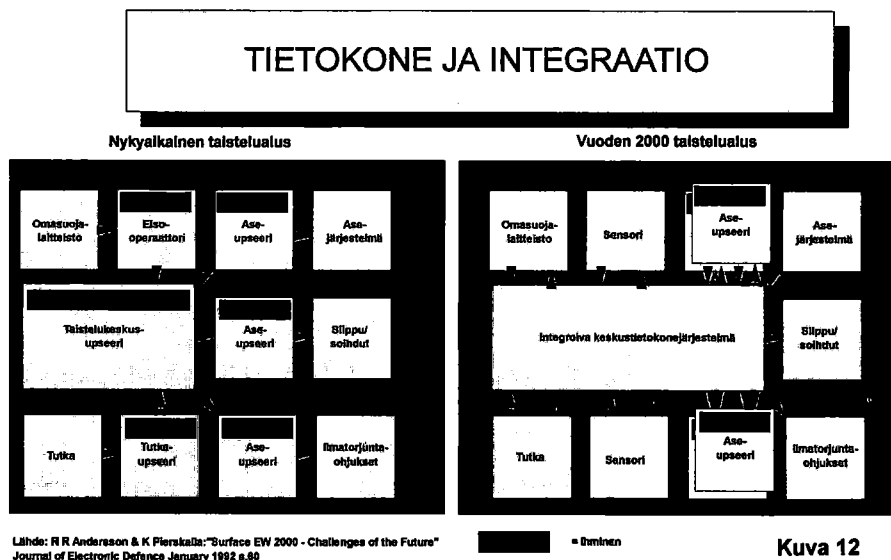 TIETOKONE JA INTEGRAATIO
Nykyaikainen taistelualus
Vuoden 2000 taistelualus
Omasuoja-
laitteisto
Elso-
operaattori
Ase-
upseeri
Ase-
järjestelmä
Taistelukeskus-
upseeri
Ase-
upseeri
Silppu/
soihdut
Tutka
Tutka-
upseeri
Ase-
upseeri
Ilmatorjunta-
ohjukset
Omasuoja-
laitteisto
Sensori
Ase-
upseeri
Ase-
järjestelmä
Integroiva keskustietokonejärjestelmä
Silppu/
soihdut
Tutka
Sensori
Ase-
upseeri
Ilmatorjunta-
ohjukset
Lähde: R R Andersson & K Pierskalla:"Surface EW 2000 - Challenges of the Future"
Journal of Electronic Defence January 1992 s.60
= Ihminen
Kuva 12